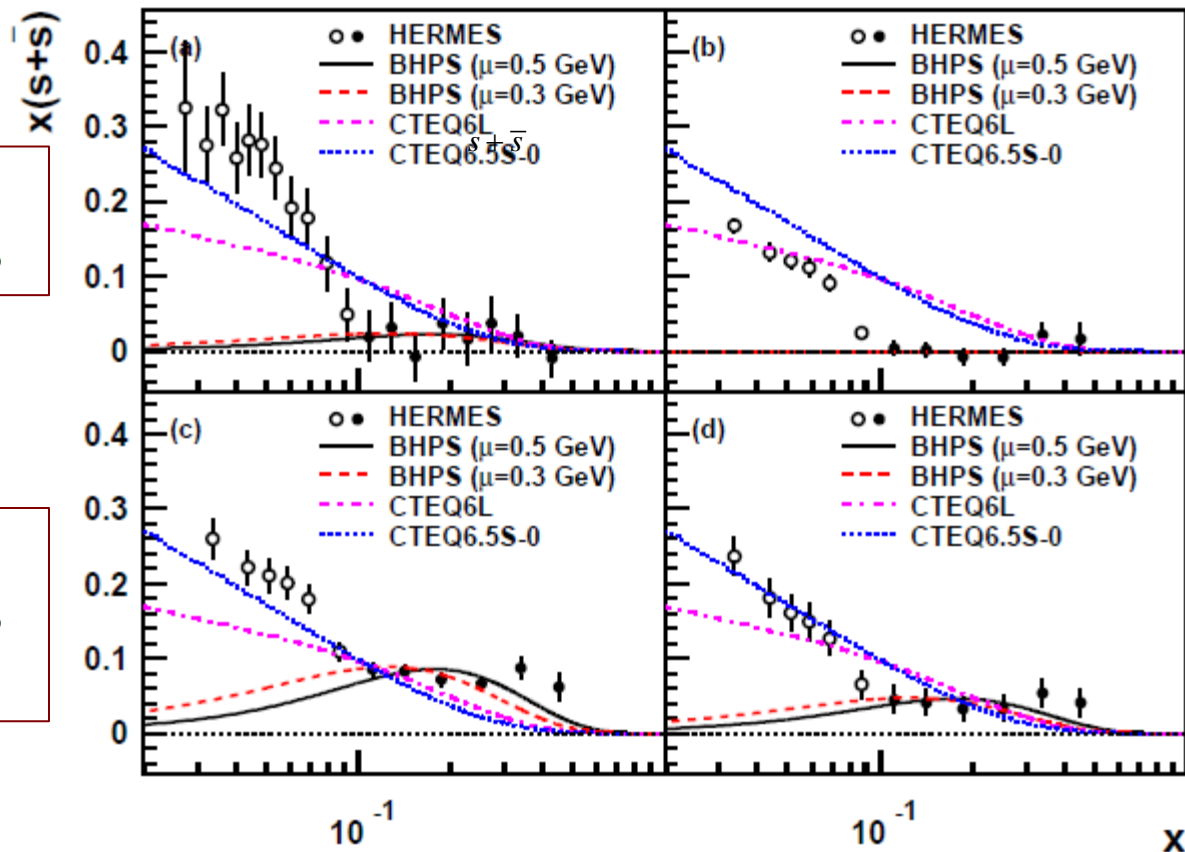 x(s+s̅)
(a)
HERMES
BHPS (μ=0.5 GeV)
BHPS (μ=0.3 GeV)
CTEQ6L
s + s̅
CTEQ6.5S-0
(b)
HERMES
BHPS (μ=0.5 GeV)
BHPS (μ=0.3 GeV)
CTEQ6L
CTEQ6.5S-0
0.4
0.3
0.2
0.1
0
(c)
HERMES
BHPS (μ=0.5 GeV)
BHPS (μ=0.3 GeV)
CTEQ6L
CTEQ6.5S-0
(d)
HERMES
BHPS (μ=0.5 GeV)
BHPS (μ=0.3 GeV)
CTEQ6L
CTEQ6.5S-0
0.4
0.3
0.2
0.1
0
10⁻¹
10⁻¹
x